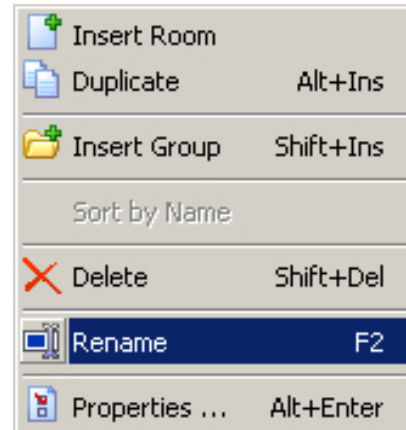 Insert Room
Duplicate Alt+Ins
Insert Group Shift+Ins
Sort by Name
Delete Shift+Del
Rename F2
Properties ... Alt+Enter